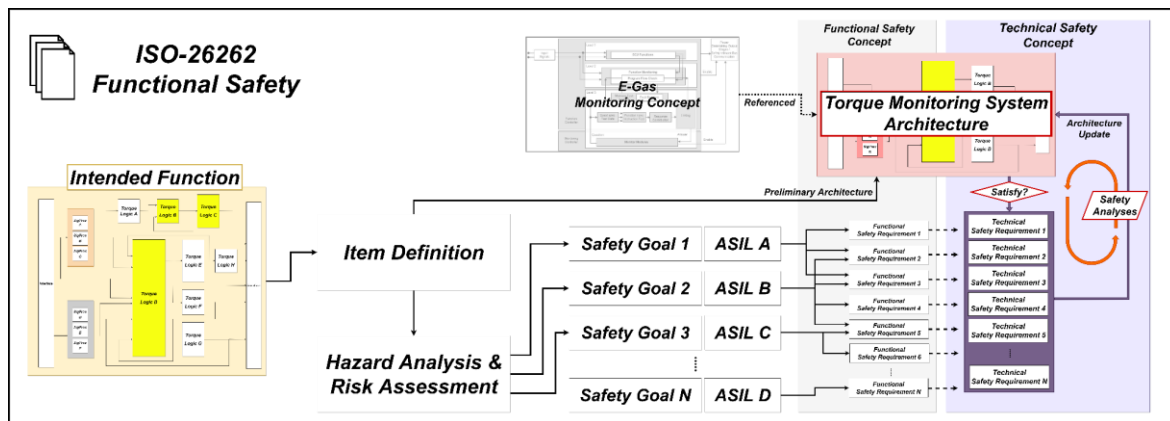 ISO-26262
Functional Safety
E-Gas
Monitoring Concept
Referenced
Functional Safety
Concept
Technical Safety
Concept
Torque Monitoring System
Architecture
Architecture
Update
Preliminary Architecture
Satisfy?
Safety
Analyses
Intended Function
Torque
Logic A
Torque
Logic B
Torque
Logic C
Torque
Logic D
Torque
Logic E
Torque
Logic H
Torque
Logic F
Torque
Logic G
Item Definition
Hazard Analysis &
Risk Assessment
Safety Goal 1
ASIL A
Safety Goal 2
ASIL B
Safety Goal 3
ASIL C
Safety Goal N
ASIL D
Functional
Safety Requirement 1
Functional
Safety Requirement 2
Functional
Safety Requirement 3
Functional
Safety Requirement 4
Functional
Safety Requirement 5
Functional
Safety Requirement 6
Functional
Safety Requirement N
Technical
Safety Requirement 1
Technical
Safety Requirement 2
Technical
Safety Requirement 3
Technical
Safety Requirement 4
Technical
Safety Requirement 5
Technical
Safety Requirement N